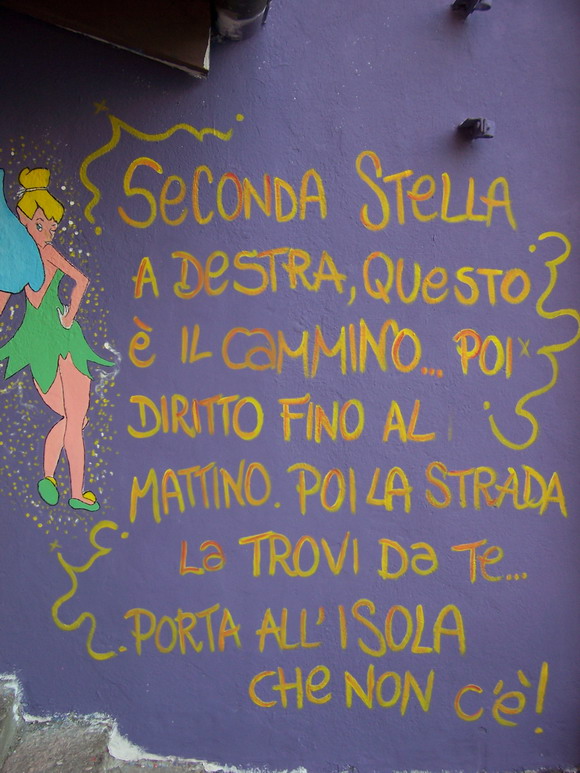 SeCONDA STeLLA
A DeSTRA, QUeSTO
è IL CaMMINO... POI
DIRITTO FINO AL
MATTINO. POI LA STRADA
La TROVI Da Te...
PORTA ALL'ISOLA
CHe NON c'è!